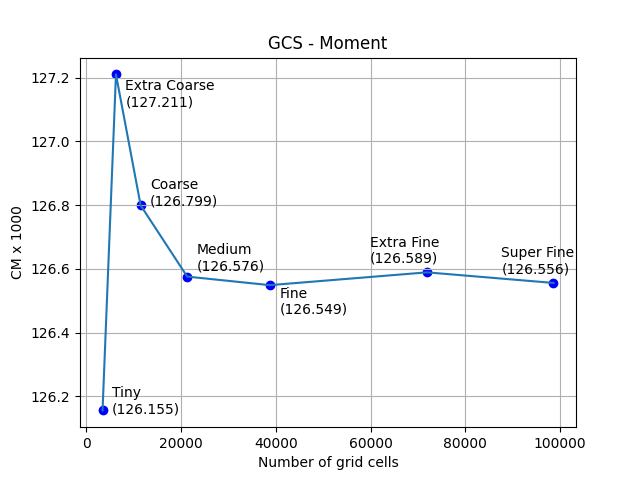 GCS - Moment
127.2
127.0
126.8
126.6
126.4
126.2
CM x 1000
Extra Coarse
(127.211)
Coarse
(126.799)
Medium
(126.576)
Fine
(126.549)
Extra Fine
(126.589)
Super Fine
(126.556)
Tiny
(126.155)
0 20000 40000 60000 80000 100000
Number of grid cells